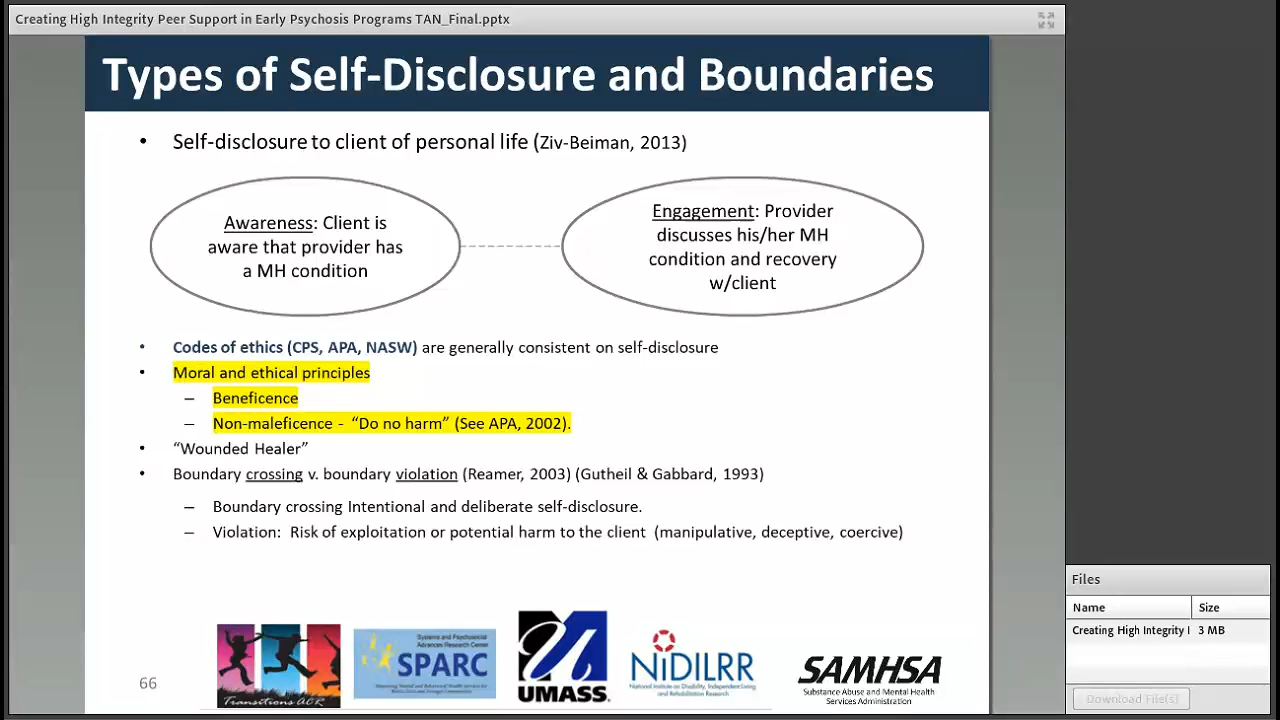 Creating High Integrity Peer Support in Early Psychosis Programs TAN_Final.pptx
Types of Self-Disclosure and Boundaries
• Self-disclosure to client of personal life (Ziv-Beiman, 2013)
Awareness: Client is
aware that provider has
a MH condition
Engagement: Provider
discusses his/her MH
condition and recovery
w/client
• Codes of ethics (CPS, APA, NASW) are generally consistent on self-disclosure
• Moral and ethical principles
– Beneficence
– Non-maleficence - “Do no harm” (See APA, 2002).
• “Wounded Healer”
• Boundary crossing v. boundary violation (Reamer, 2003) (Gutheil & Gabbard, 1993)
– Boundary crossing Intentional and deliberate self-disclosure.
– Violation: Risk of exploitation or potential harm to the client (manipulative, deceptive, coercive)
66
Transitions ACR
Systems and Psychosocial
Advances Research Center
SPARC
UMASS
NiDILRR
National Institute on Disability, Independent Living
and Rehabilitation Research
SAMHSA
Substance Abuse and Mental Health
Services Administration
Files
Name Size
Creating High Integrity I 3 MB
Download File(s)